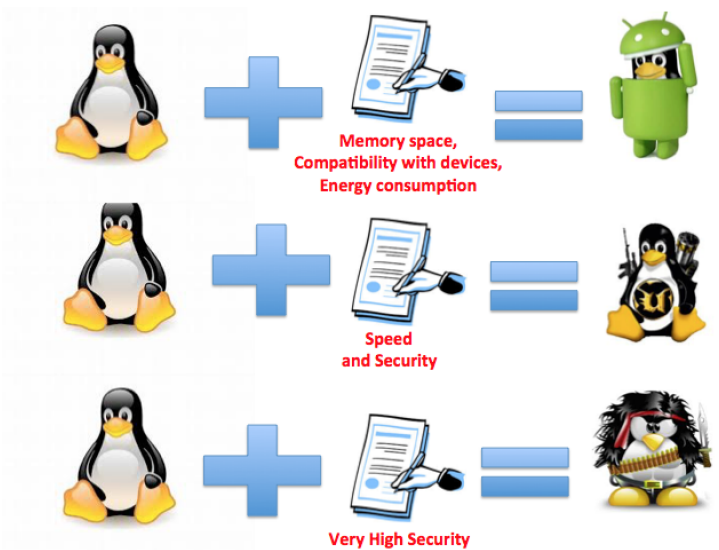 Memory space,
Compatibility with devices,
Energy consumption
Speed
and Security
Very High Security